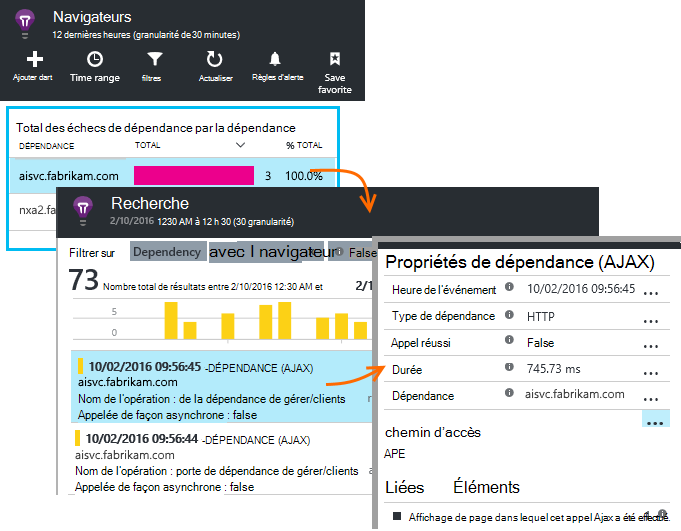 Navigateurs
12 dernières heures (granularité de 30 minutes)
Ajouter dart
Time range
filtres
Actualiser
Règles d'alerte
Save favorite
Total des échecs de dépendance par la dépendance
DÉPENDANCE TOTAL % TOTAL
aisvc.fabrikam.com 3 100.0%
nxa2.fa
Recherche
2/10/2016 1230 AM à 12 h 30 (30 granularité)
Filtrer sur Dependency avec l navigateur False
73 Nombre total de résultats entre 2/10/2016 12:30 AM et 2/1
5
0
10/02/2016 09:56:45 -DÉPENDANCE (AJAX)
aisvc.fabrikam.com
Nom de l'opération : de la dépendance de gérer/clients
Appelée de façon asynchrone : false
10/02/2016 09:56:44 -DÉPENDANCE (AJAX)
aisvc.fabrikam.com
Nom de l'opération : porte de dépendance de gérer/clients
Appelée de façon asynchrone : false
Propriétés de dépendance (AJAX)
Heure de l'événement 10/02/2016 09:56:45 ...
Type de dépendance HTTP ...
Appel réussi False ...
Durée 745.73 ms ...
Dépendance aisvc.fabrikam.com ...
...
chemin d'accès
APE
Liées Éléments
Affichage de page dans lequel cet appel Ajax a été effectué.